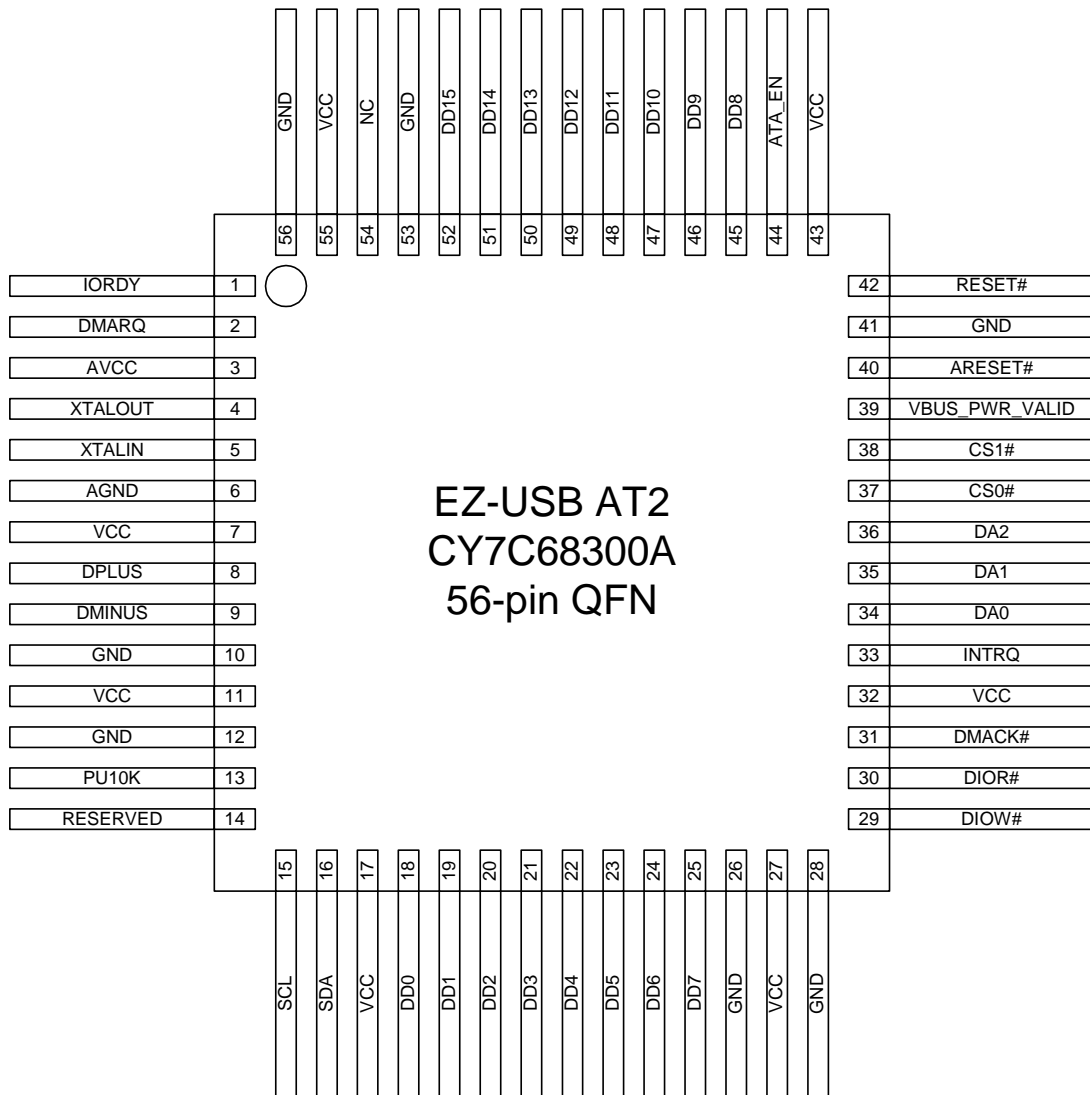 GND
VCC
NC
GND
DD15
DD14
DD13
DD12
DD11
DD10
DD9
DD8
ATA_EN
VCC
56
55
54
53
52
51
50
49
48
47
46
45
44
43
IORDY 1
DMARQ 2
AVCC 3
XTALOUT 4
XTALIN 5
AGND 6
VCC 7
DPLUS 8
DMINUS 9
GND 10
VCC 11
GND 12
PU10K 13
RESERVED 14
EZ-USB AT2
CY7C68300A
56-pin QFN
42 RESET#
41 GND
40 ARESET#
39 VBUS_PWR_VALID
38 CS1#
37 CS0#
36 DA2
35 DA1
34 DA0
33 INTRQ
32 VCC
31 DMACK#
30 DIOR#
29 DIOW#
15
16
17
18
19
20
21
22
23
24
25
26
27
28
SCL
SDA
VCC
DD0
DD1
DD2
DD3
DD4
DD5
DD6
DD7
GND
VCC
GND